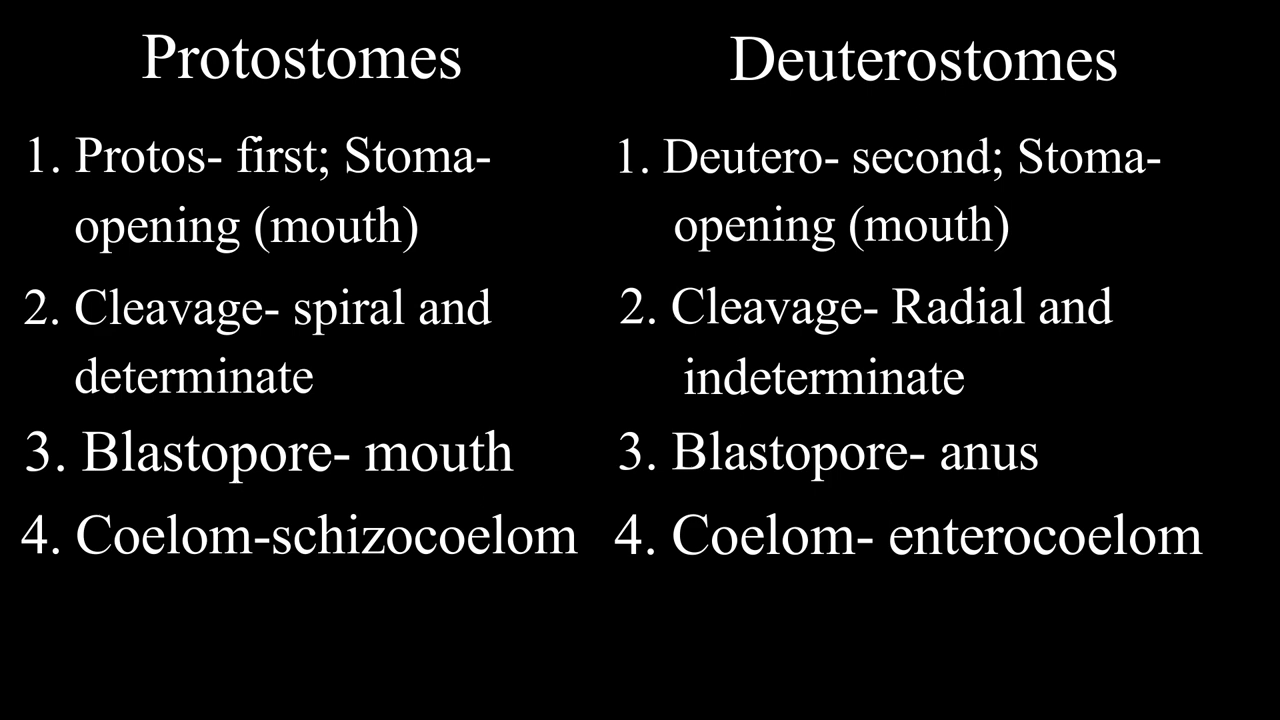 Protostomes
1. Protos- first; Stoma-
opening (mouth)
2. Cleavage- spiral and
determinate
3. Blastopore- mouth
4. Coelom-schizocoelom
Deuterostomes
1. Deutero- second; Stoma-
opening (mouth)
2. Cleavage- Radial and
indeterminate
3. Blastopore- anus
4. Coelom- enterocoelom